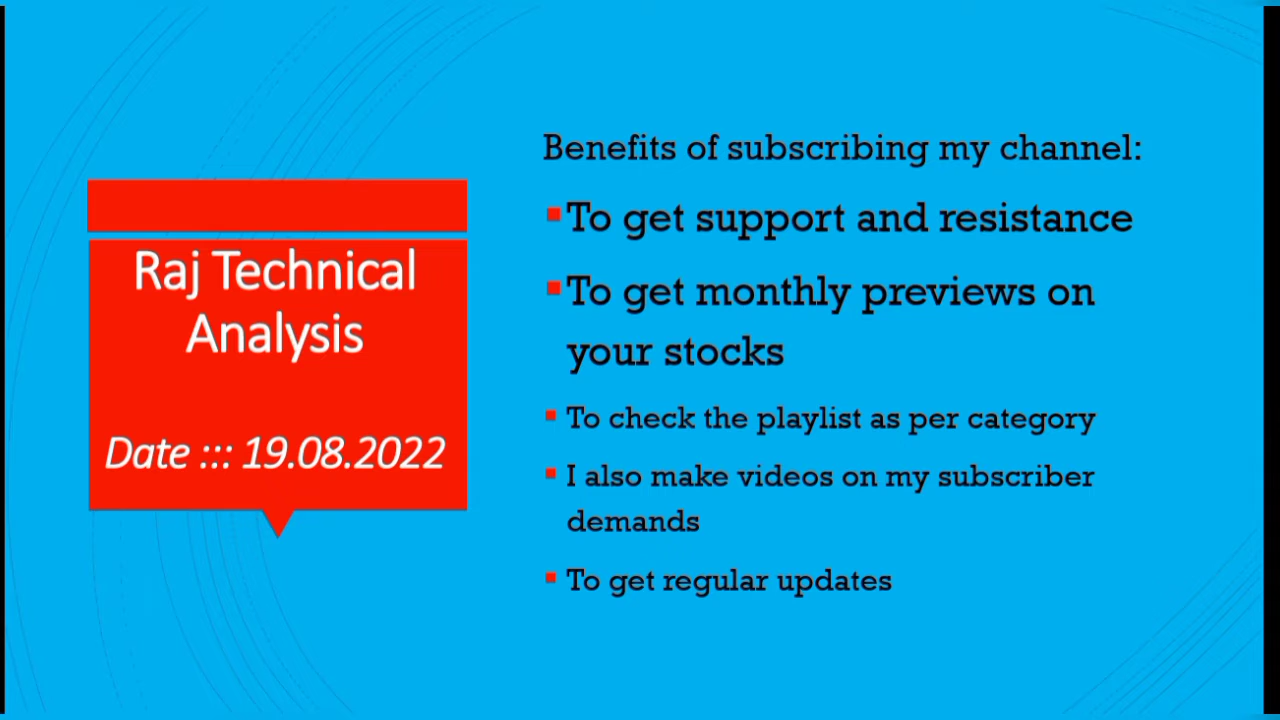 Raj Technical
Analysis
Date ::: 19.08.2022
Benefits of subscribing my channel:
To get support and resistance
To get monthly previews on
your stocks
To check the playlist as per category
I also make videos on my subscriber
demands
To get regular updates